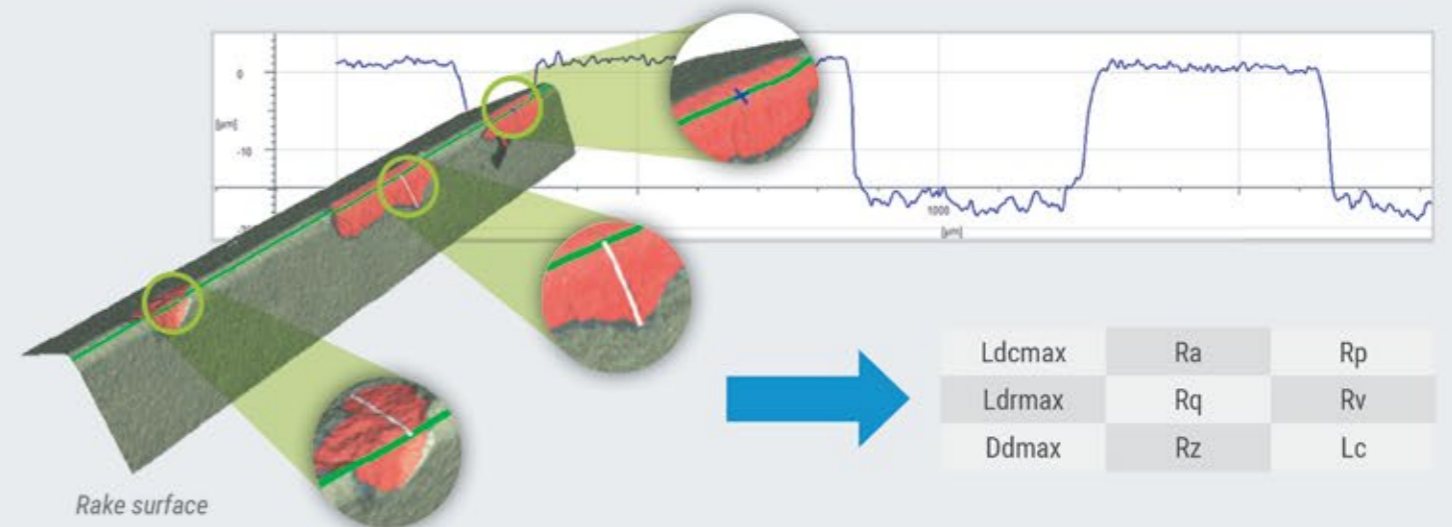 0
[µm]
-10
1000
[µm]
Ldcmax Ra Rp
Ldrmax Rq Rv
Ddmax Rz Lc
Rake surface